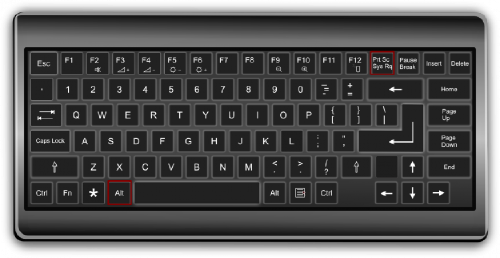 Esc F1 F2 F3 F4 F5 F6 F7 F8 F9 F10 F11 F12 Prt Sc Sys Rq Pause Break Insert Delete
1 2 3 4 5 6 7 8 9 0 - = + Home
Q W E R T Y U I O P { [ } ] | \ Page Up
Caps Lock A S D F G H J K L : ; " , Page Down
Z X C V B N M < , > . ? / End
Ctrl Fn * Alt Alt Ctrl